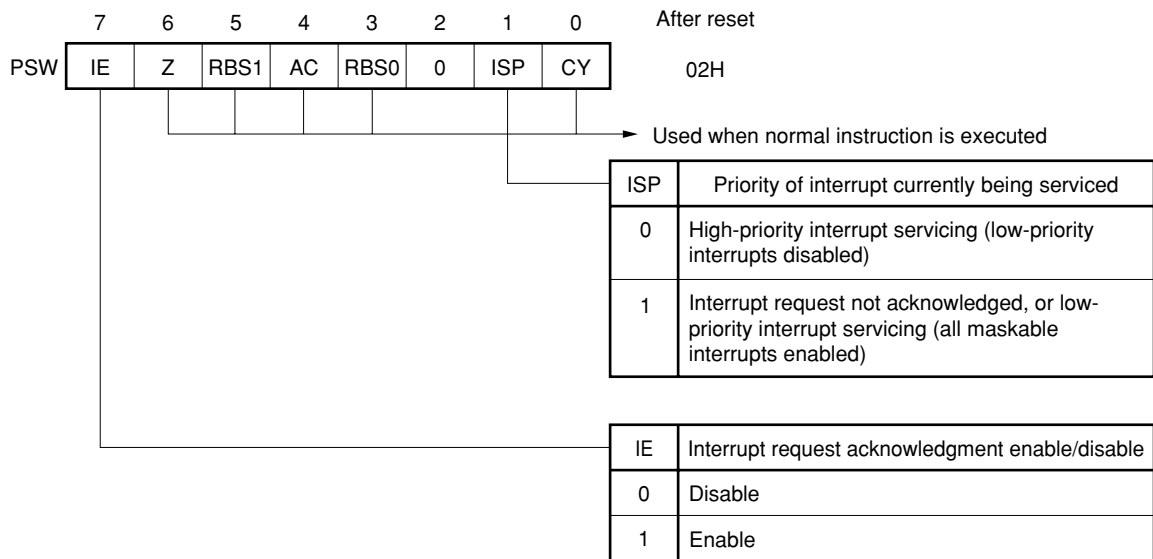 7 6 5 4 3 2 1 0 After reset
PSW IE Z RBS1 AC RBS0 0 ISP CY 02H
Used when normal instruction is executed
ISP Priority of interrupt currently being serviced
0 High-priority interrupt servicing (low-priority
interrupts disabled)
1 Interrupt request not acknowledged, or low-
priority interrupt servicing (all maskable
interrupts enabled)
IE Interrupt request acknowledgment enable/disable
0 Disable
1 Enable